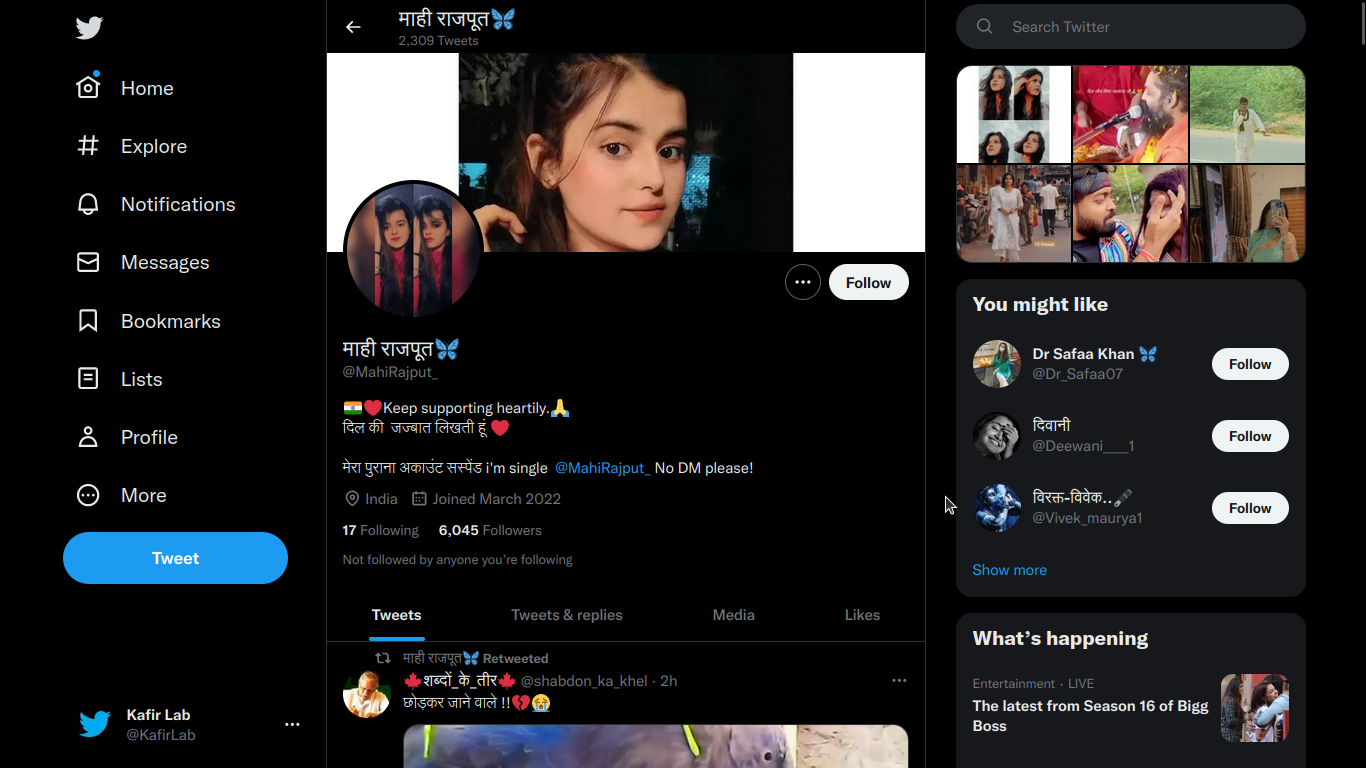 Home
Explore
Notifications
Messages
Bookmarks
Lists
Profile
More
Tweet
Kafir Lab
@KafirLab
माही राजपूत🦋
2,309 Tweets
Follow
माही राजपूत🦋
@MahiRajput_
🇮🇳❤️Keep supporting heartily.🙏
दिल की जज्बात लिखती हूं ❤️
मेरा पुराना अकाउंट सस्पेंड i'm single @MahiRajput_ No DM please!
India Joined March 2022
17 Following 6,045 Followers
Not followed by anyone you're following
Tweets Tweets & replies Media Likes
माही राजपूत🦋 Retweeted
🍁शब्दों_के_तीर🍁 @shabdon_ka_khel · 2h
छोड़कर जाने वाले !!💔😭
Search Twitter
You might like
Dr Safaa Khan 🦋
@Dr_Safaa07
Follow
दिवानी
@Deewani___1
Follow
विरक्त-विवेक..🎤
@Vivek_maurya1
Follow
Show more
What's happening
Entertainment · LIVE
The latest from Season 16 of Bigg
Boss